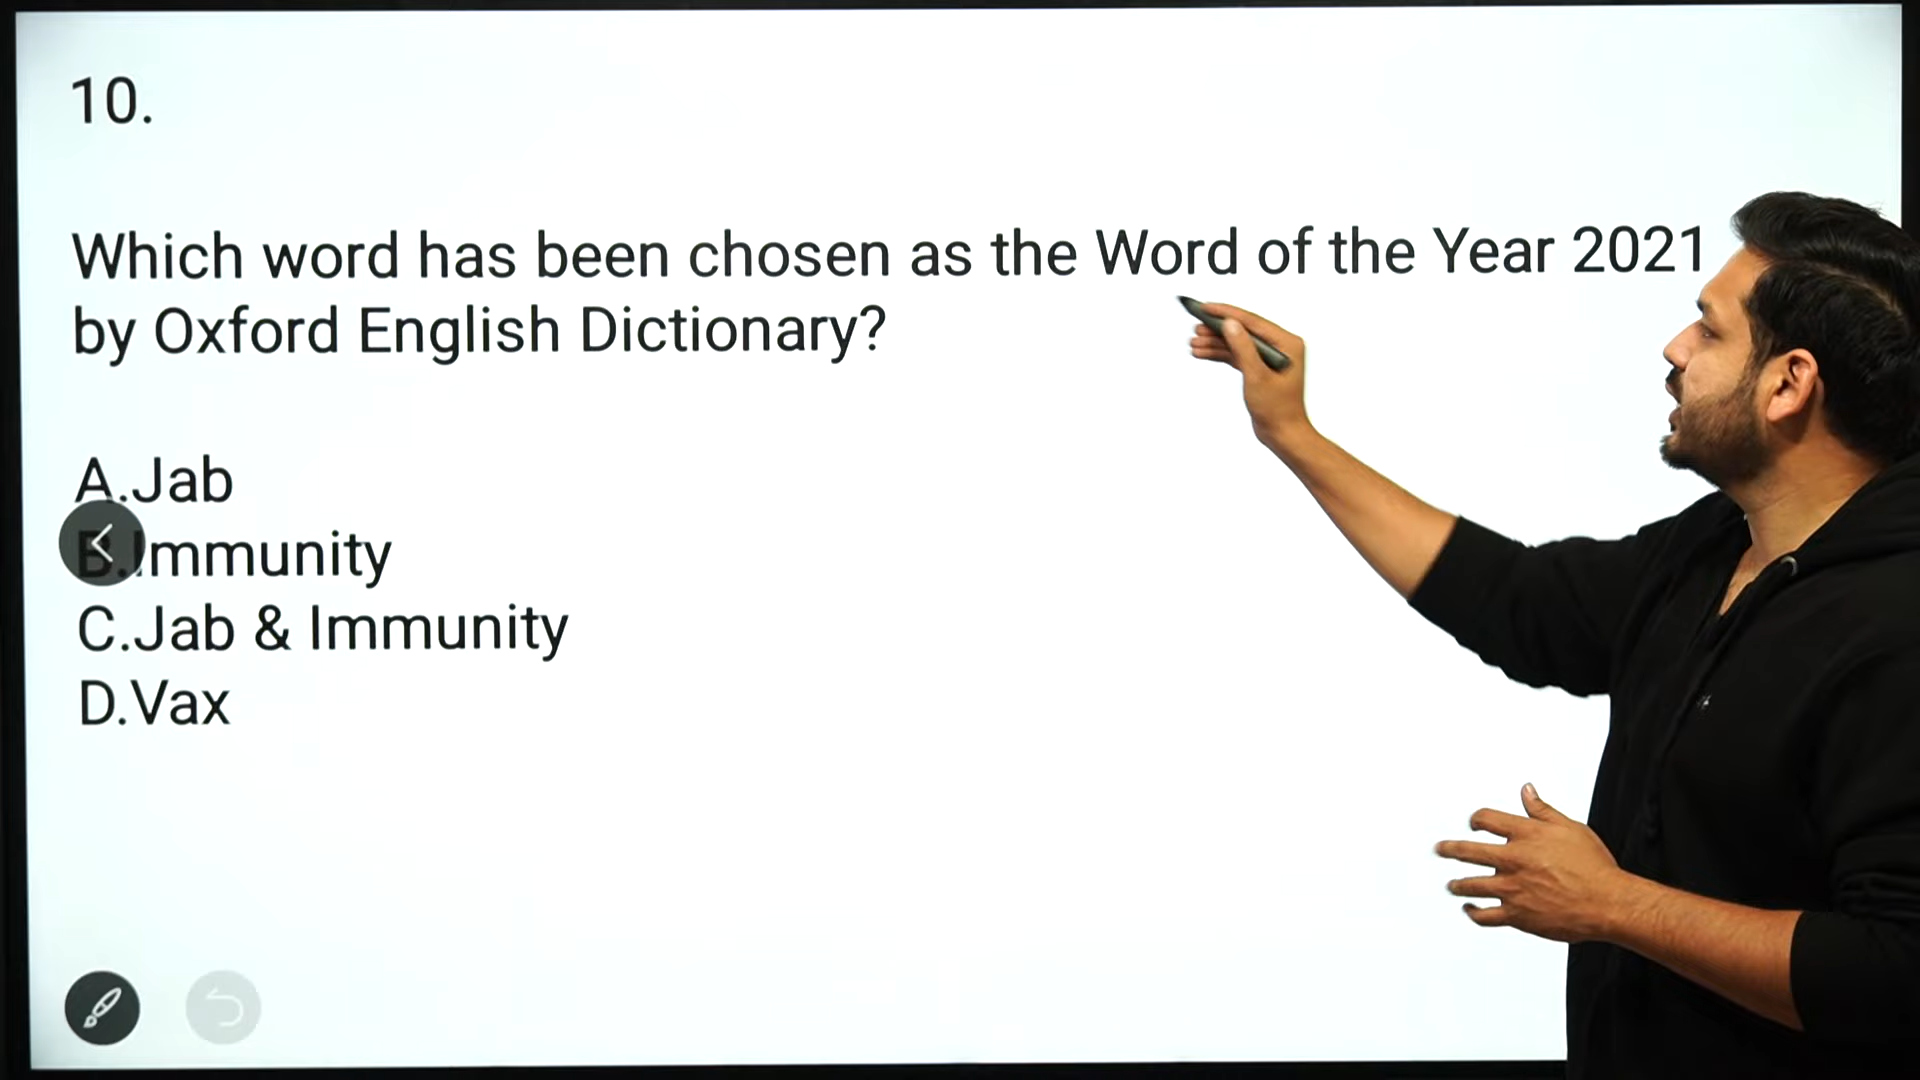 10.
Which word has been chosen as the Word of the Year 2021
by Oxford English Dictionary?
A.Jab
B.Immunity
C.Jab & Immunity
D.Vax